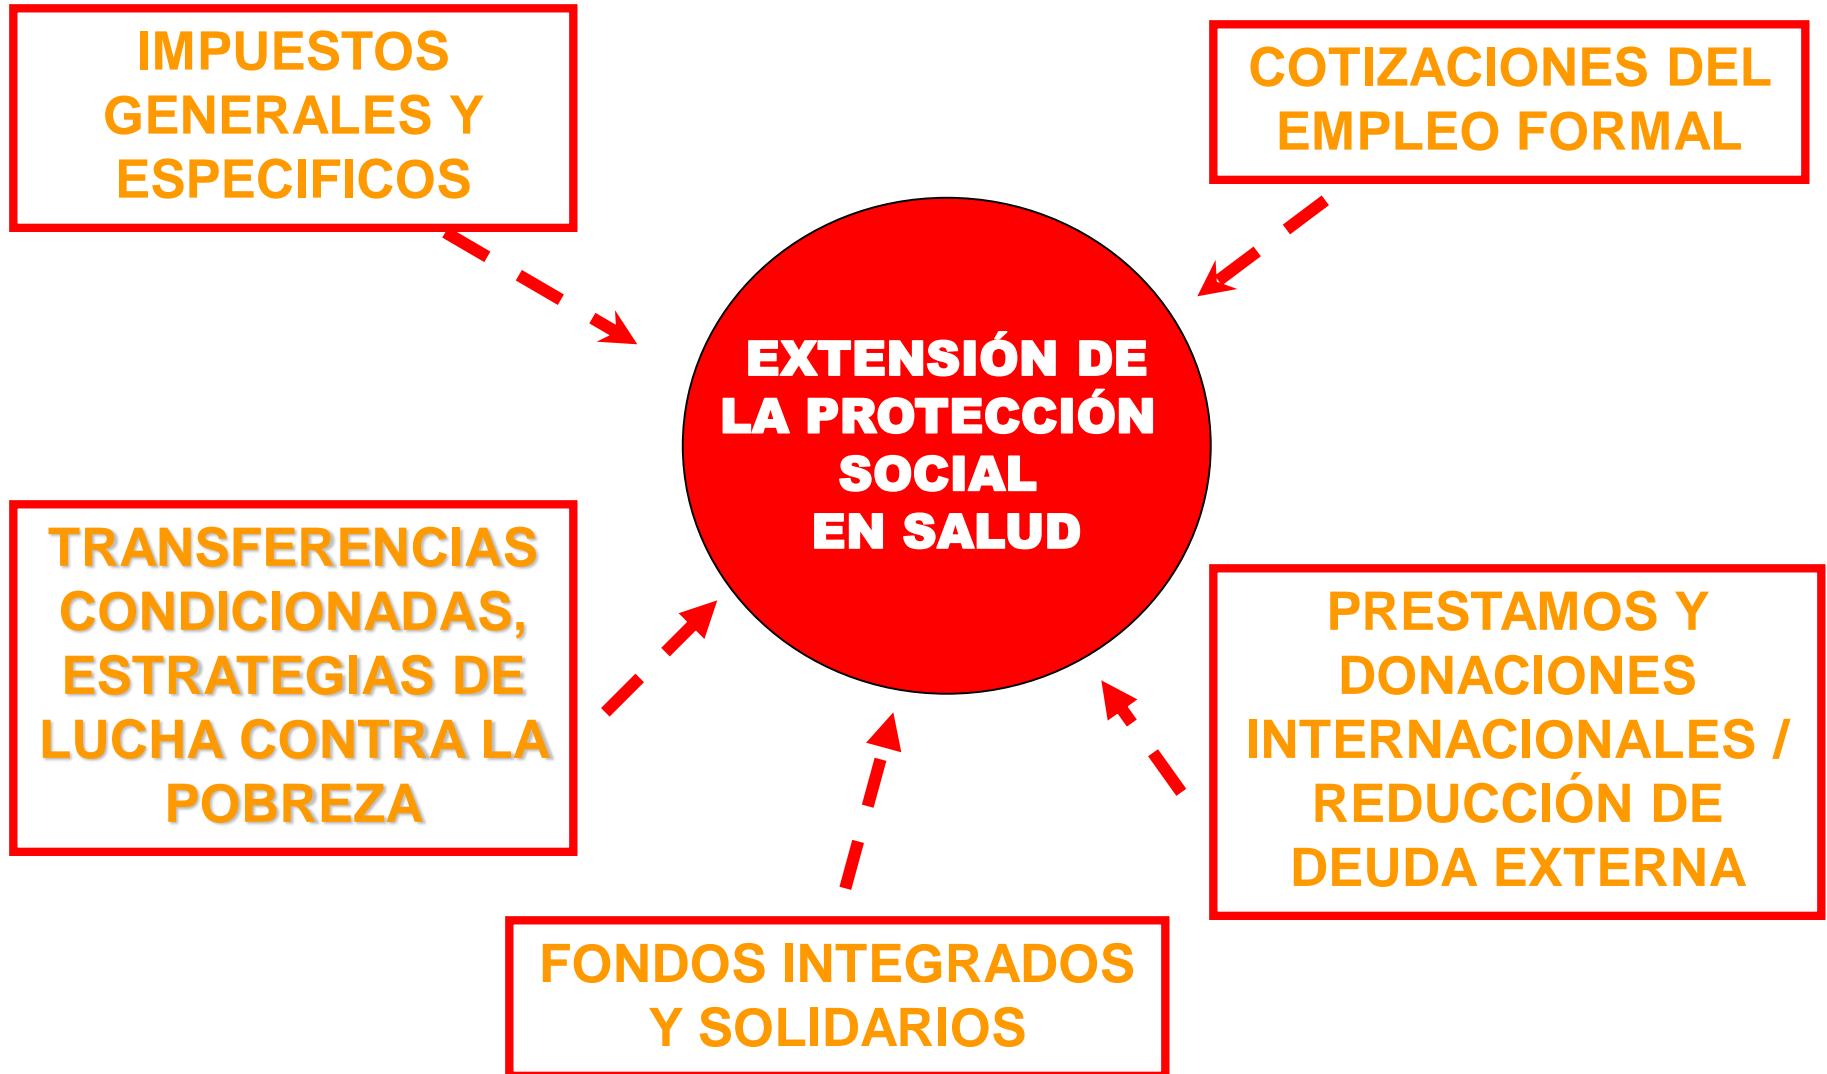 IMPUESTOS
GENERALES Y
ESPECIFICOS
COTIZACIONES DEL
EMPLEO FORMAL
EXTENSIÓN DE
LA PROTECCIÓN
SOCIAL
EN SALUD
TRANSFERENCIAS
CONDICIONADAS,
ESTRATEGIAS DE
LUCHA CONTRA LA
POBREZA
PRESTAMOS Y
DONACIONES
INTERNACIONALES /
REDUCCIÓN DE
DEUDA EXTERNA
FONDOS INTEGRADOS
Y SOLIDARIOS